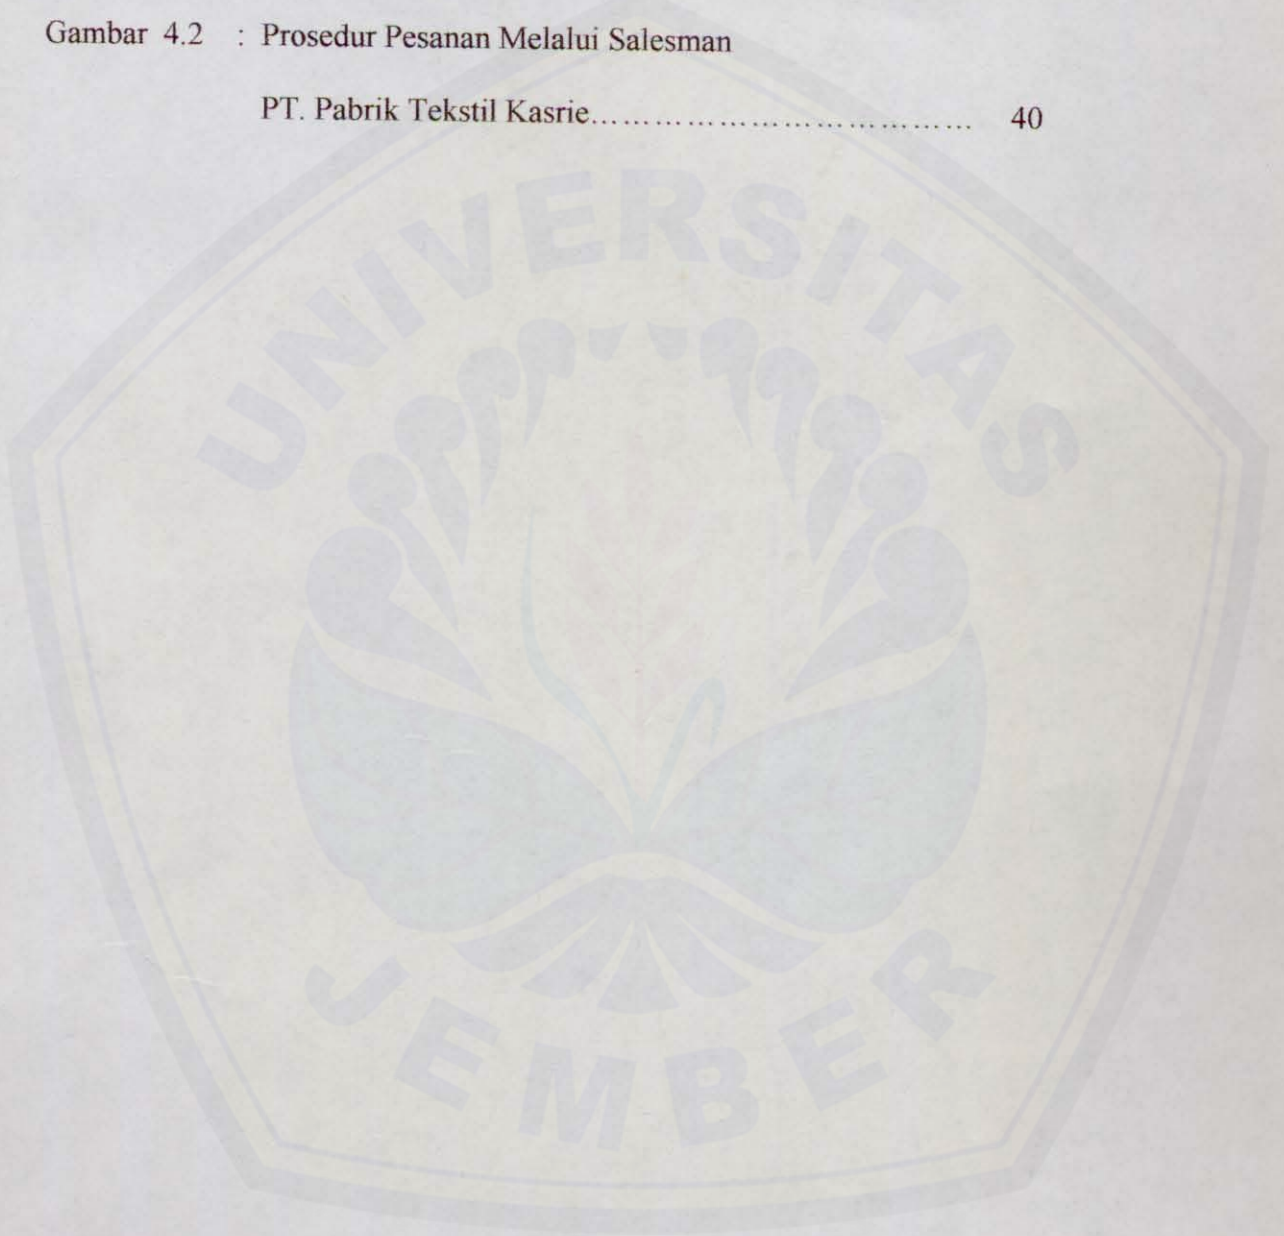 Gambar 4.2 : Prosedur Pesanan Melalui Salesman
PT. Pabrik Tekstil Kasrie....................................... 40
UNIVERSITAS
JEMBER